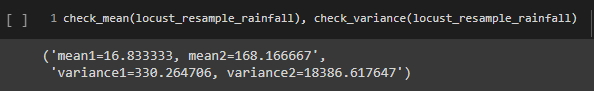 [ ] 1 check_mean(locust_resample_rainfall), check_variance(locust_resample_rainfall)
('mean1=16.833333, mean2=168.166667',
'variance1=330.264706, variance2=18386.617647')